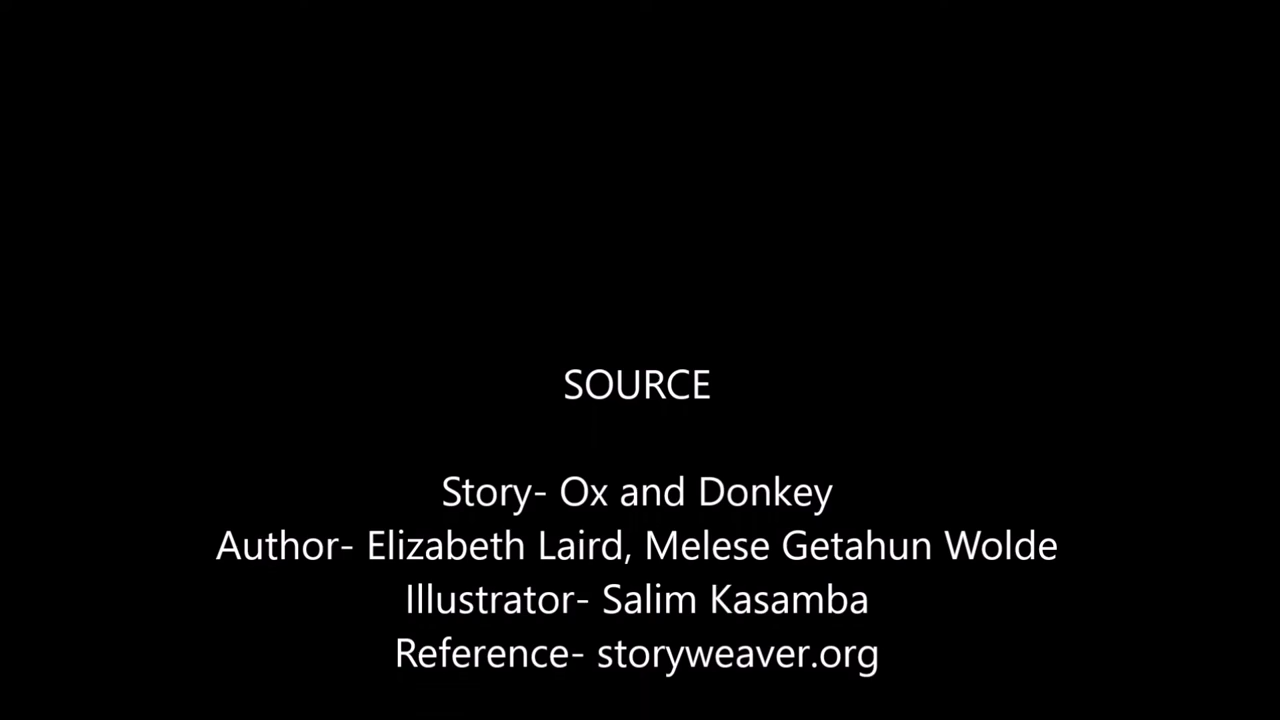 SOURCE
Story- Ox and Donkey
Author- Elizabeth Laird, Melese Getahun Wolde
Illustrator- Salim Kasamba
Reference- storyweaver.org